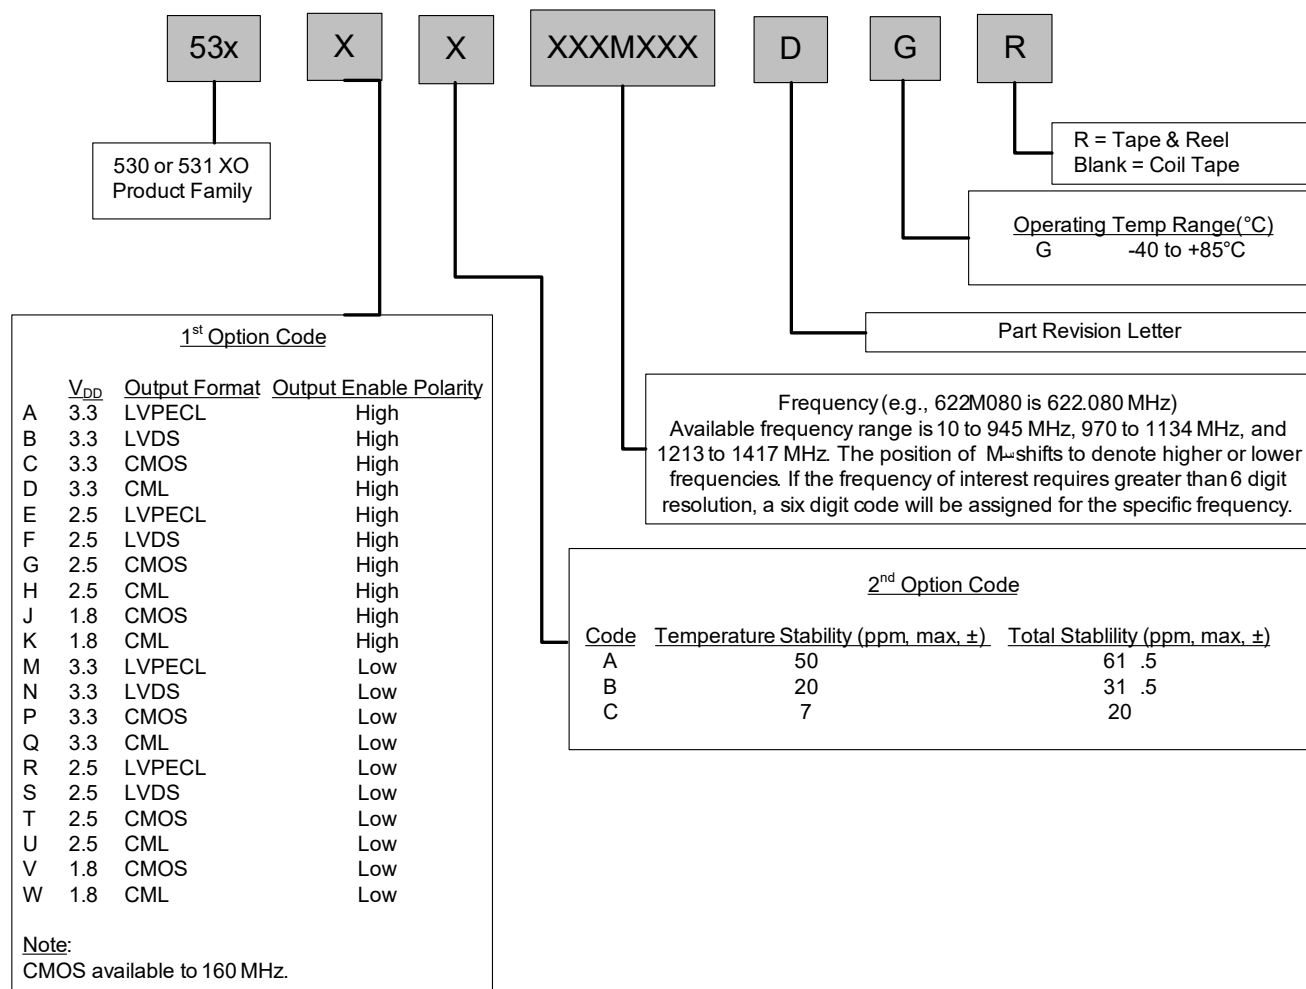 53x X X XXXMXXX D G R
530 or 531 XO
Product Family
R = Tape & Reel
Blank = Coil Tape
Operating Temp Range(°C)
G -40 to +85°C
Part Revision Letter
Frequency (e.g., 622M080 is 622.080 MHz)
Available frequency range is 10 to 945 MHz, 970 to 1134 MHz, and
1213 to 1417 MHz. The position of M shifts to denote higher or lower
frequencies. If the frequency of interest requires greater than 6 digit
resolution, a six digit code will be assigned for the specific frequency.
1st Option Code
VDD Output Format Output Enable Polarity
A 3.3 LVPECL High
B 3.3 LVDS High
C 3.3 CMOS High
D 3.3 CML High
E 2.5 LVPECL High
F 2.5 LVDS High
G 2.5 CMOS High
H 2.5 CML High
J 1.8 CMOS High
K 1.8 CML High
M 3.3 LVPECL Low
N 3.3 LVDS Low
P 3.3 CMOS Low
Q 3.3 CML Low
R 2.5 LVPECL Low
S 2.5 LVDS Low
T 2.5 CMOS Low
U 2.5 CML Low
V 1.8 CMOS Low
W 1.8 CML Low
Note:
CMOS available to 160 MHz.
2nd Option Code
Code Temperature Stability (ppm, max, ±) Total Stablility (ppm, max, ±)
A 50 61 .5
B 20 31 .5
C 7 20